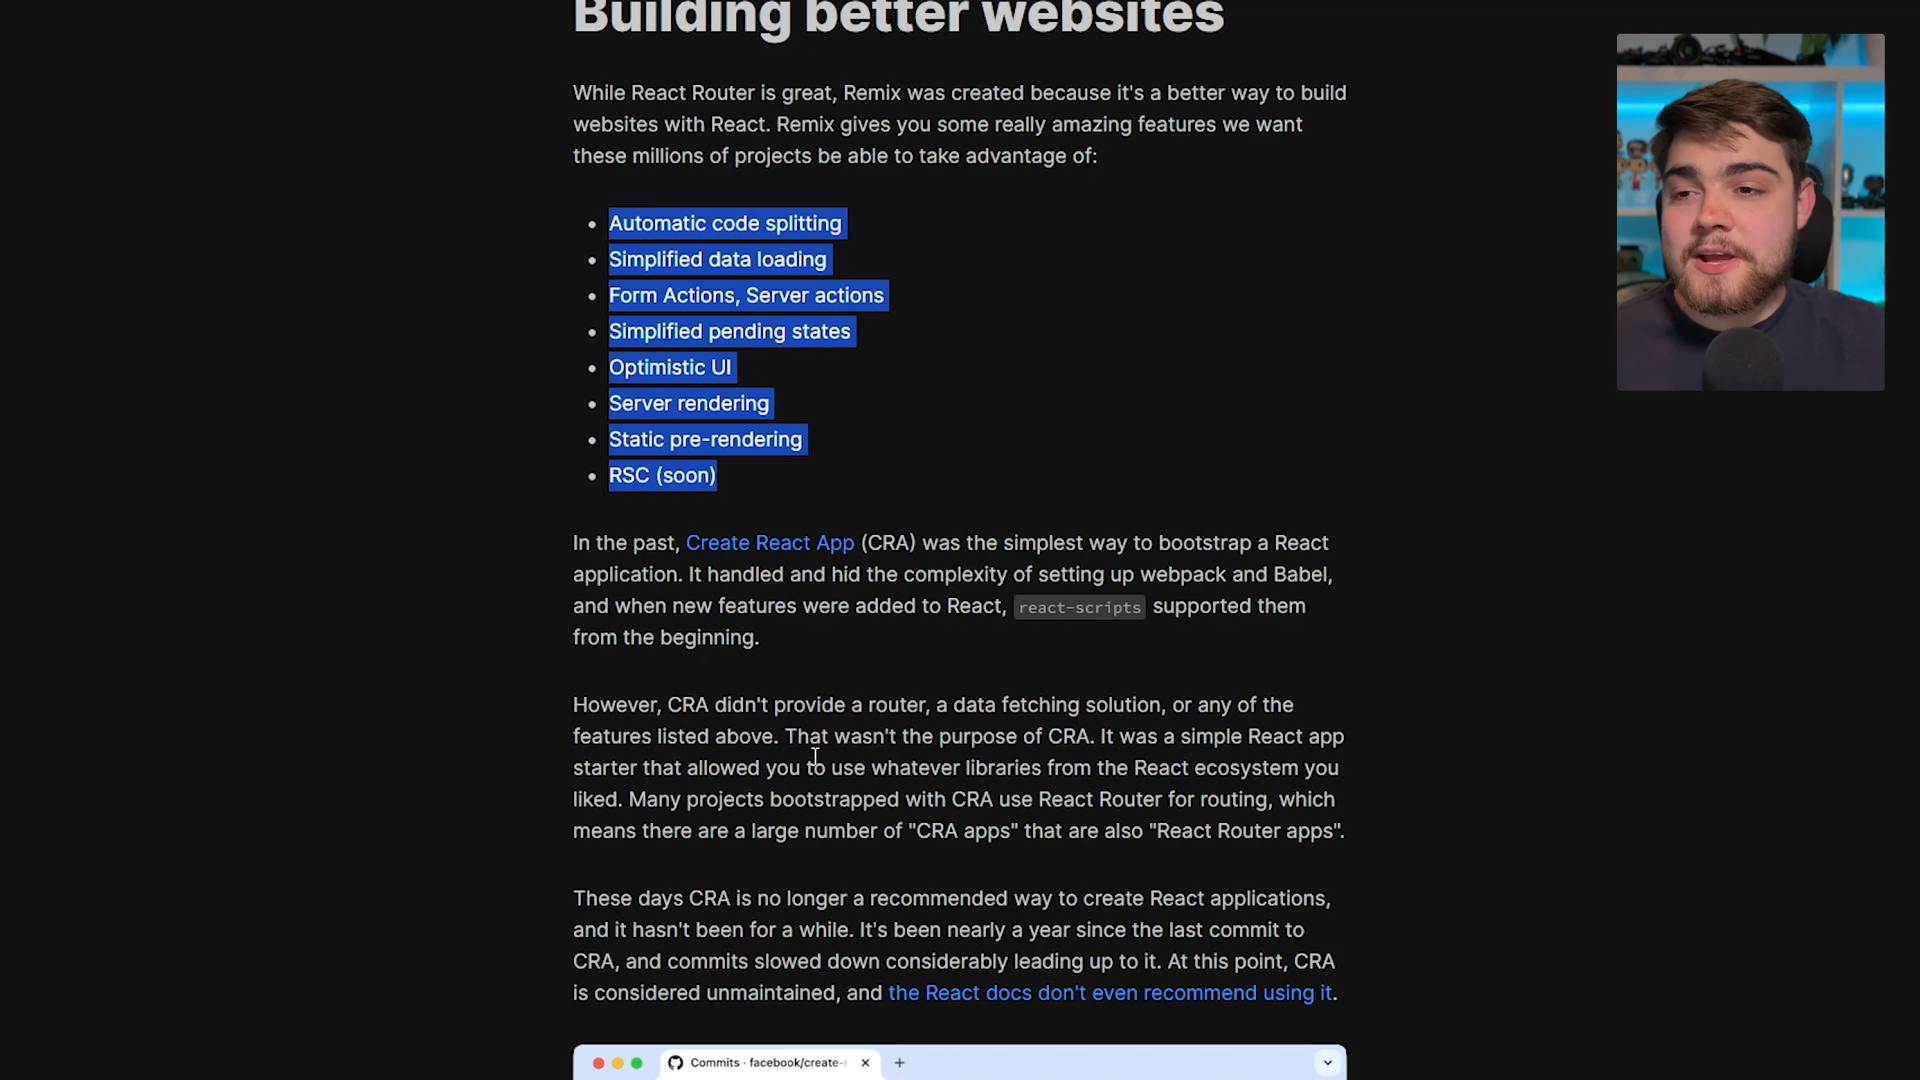 Building better websites
While React Router is great, Remix was created because it's a better way to build
websites with React. Remix gives you some really amazing features we want
these millions of projects be able to take advantage of:
Automatic code splitting
Simplified data loading
Form Actions, Server actions
Simplified pending states
Optimistic UI
Server rendering
Static pre-rendering
RSC (soon)
In the past, Create React App (CRA) was the simplest way to bootstrap a React
application. It handled and hid the complexity of setting up webpack and Babel,
and when new features were added to React, react-scripts supported them
from the beginning.
However, CRA didn't provide a router, a data fetching solution, or any of the
features listed above. That wasn't the purpose of CRA. It was a simple React app
starter that allowed you to use whatever libraries from the React ecosystem you
liked. Many projects bootstrapped with CRA use React Router for routing, which
means there are a large number of "CRA apps" that are also "React Router apps".
These days CRA is no longer a recommended way to create React applications,
and it hasn't been for a while. It's been nearly a year since the last commit to
CRA, and commits slowed down considerably leading up to it. At this point, CRA
is considered unmaintained, and the React docs don't even recommend using it.
Commits · facebook/create-